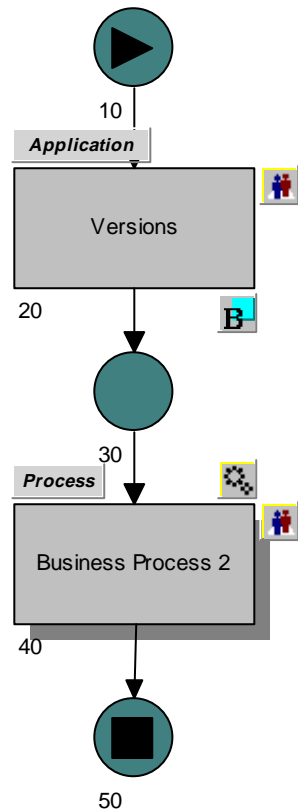 10
Application
Versions
20
B
30
Process
Business Process 2
40
50